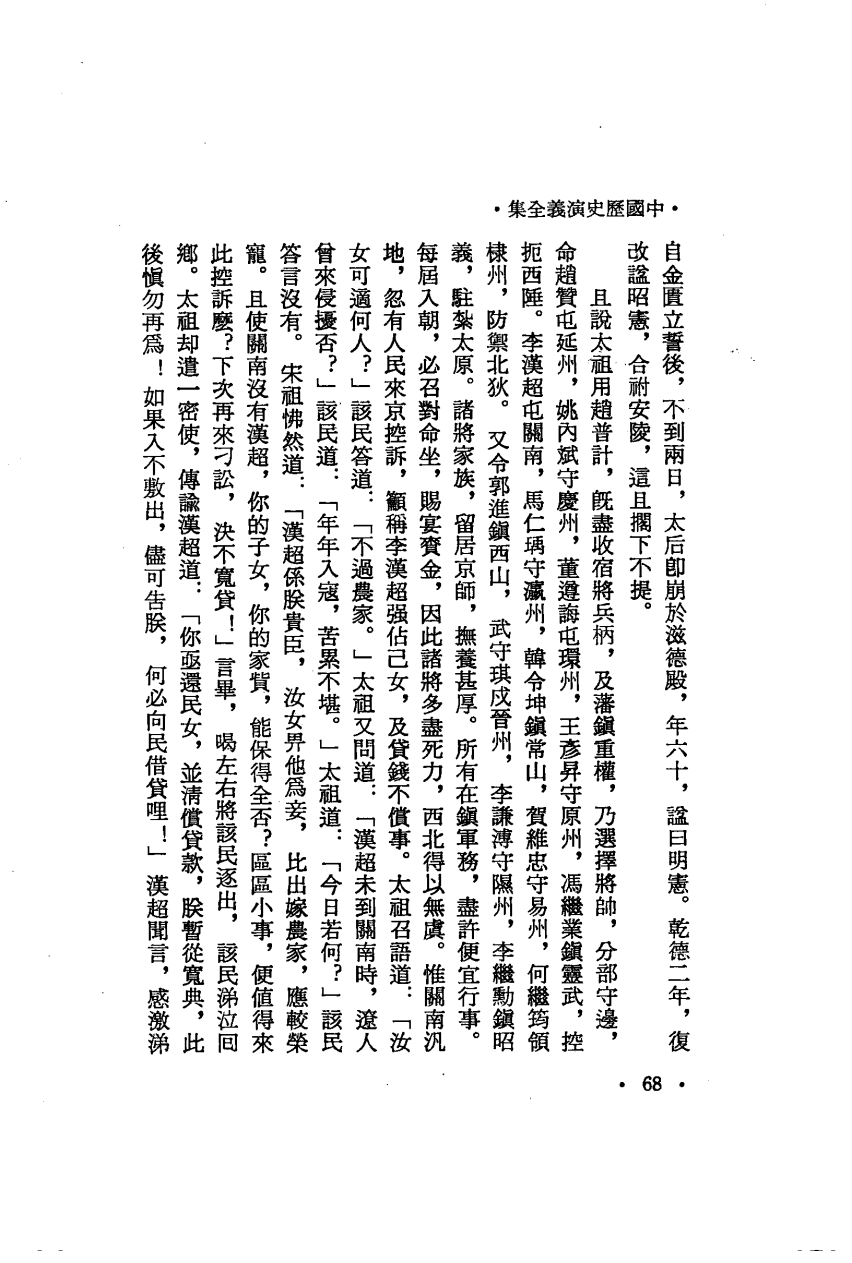 ・中國歷史演義全集・
自金匱立誓後，不到兩日，太后卽崩於滋德殿，年六十，諡曰明憲。乾德二年，復
改諡昭憲，合祔安陵，這且擱下不提。
且說太祖用趙普計，旣盡收宿將兵柄，及藩鎭重權，乃選擇將帥，分部守邊，
命趙贊屯延州，姚內斌守慶州，董遵誨屯環州，王彥昇守原州，馮繼業鎭靈武，控
扼西陲。李漢超屯關南，馬仁瑀守瀛州，韓令坤鎭常山，賀維忠守易州，何繼筠領
棣州，防禦北狄。又令郭進鎭西山，武守琪戍晉州，李謙溥守隰州，李繼勳鎭昭
義，駐紮太原。諸將家族，留居京師，撫養甚厚。所有在鎭軍務，盡許便宜行事。
每屆入朝，必召對命坐，賜宴賚金，因此諸將多盡死力，西北得以無虞。惟關南汛
地，忽有人民來京控訴，籲稱李漢超强佔己女，及貸錢不償事。太祖召語道：「汝
女可適何人？」該民答道：「不過農家。」太祖又問道：「漢超未到關南時，遼人
曾來侵擾否？」該民道：「年年入寇，苦累不堪。」太祖道：「今日若何？」該民
答言沒有。宋祖怫然道：「漢超係朕貴臣，汝女畀他爲妾，比出嫁農家，應較榮
寵。且使關南沒有漢超，你的子女，你的家貲，能保得全否？區區小事，便値得來
此控訴麼？下次再來刁訟，決不寬貸！」言畢，喝左右將該民逐出，該民涕泣回
鄉。太祖却遣一密使，傳諭漢超道：「你亟還民女，並淸償貸款，朕暫從寬典，此
後愼勿再爲！如果入不敷出，儘可告朕，何必向民借貸哩！」漢超聞言，感激涕
・68・